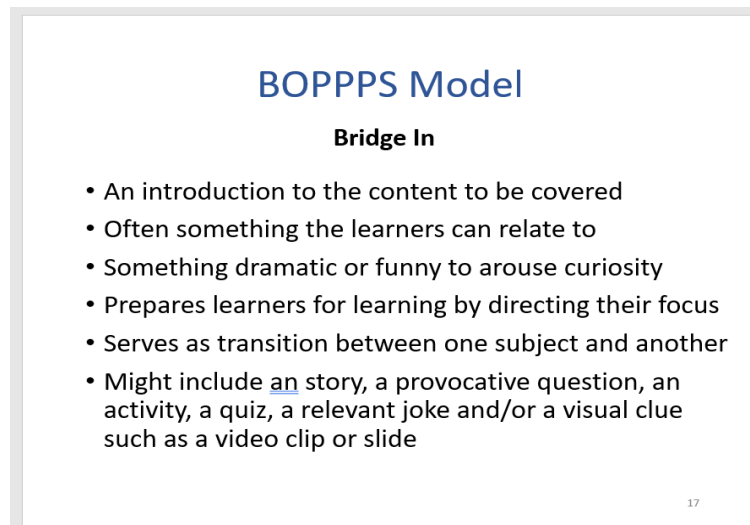 BOPPPS Model
Bridge In
• An introduction to the content to be covered
• Often something the learners can relate to
• Something dramatic or funny to arouse curiosity
• Prepares learners for learning by directing their focus
• Serves as transition between one subject and another
• Might include an story, a provocative question, an
activity, a quiz, a relevant joke and/or a visual clue
such as a video clip or slide
17